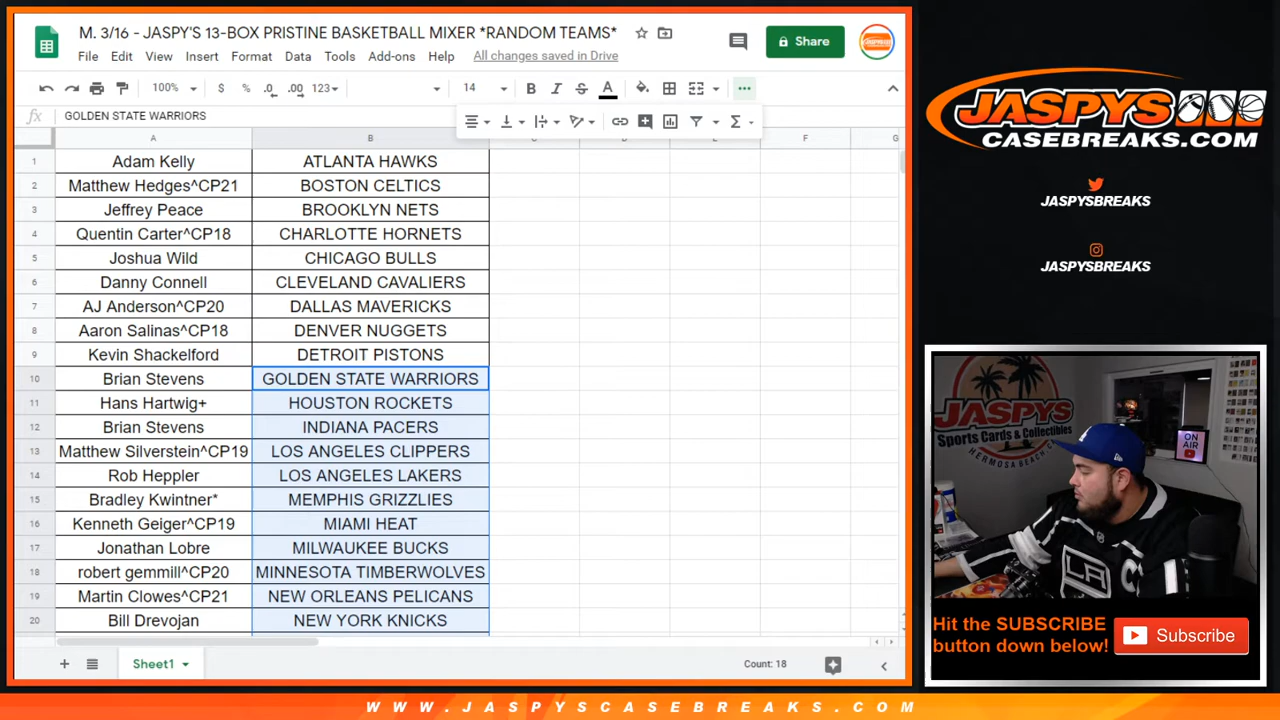 M. 3/16 - JASPY'S 13-BOX PRISTINE BASKETBALL MIXER *RANDOM TEAMS*
File Edit View Insert Format Data Tools Add-ons Help All changes saved in Drive
Share
100% $ % .0 .00 123 14 B I S A
fx GOLDEN STATE WARRIORS
A B C D E F G
1 Adam Kelly ATLANTA HAWKS
2 Matthew Hedges^CP21 BOSTON CELTICS
3 Jeffrey Peace BROOKLYN NETS
4 Quentin Carter^CP18 CHARLOTTE HORNETS
5 Joshua Wild CHICAGO BULLS
6 Danny Connell CLEVELAND CAVALIERS
7 AJ Anderson^CP20 DALLAS MAVERICKS
8 Aaron Salinas^CP18 DENVER NUGGETS
9 Kevin Shackelford DETROIT PISTONS
10 Brian Stevens GOLDEN STATE WARRIORS
11 Hans Hartwig+ HOUSTON ROCKETS
12 Brian Stevens INDIANA PACERS
13 Matthew Silverstein^CP19 LOS ANGELES CLIPPERS
14 Rob Heppler LOS ANGELES LAKERS
15 Bradley Kwintner* MEMPHIS GRIZZLIES
16 Kenneth Geiger^CP19 MIAMI HEAT
17 Jonathan Lobre MILWAUKEE BUCKS
18 robert gemmill^CP20 MINNESOTA TIMBERWOLVES
19 Martin Clowes^CP21 NEW ORLEANS PELICANS
20 Bill Drevojan NEW YORK KNICKS
Sheet1
Count: 18
JASPYS
CASEBREAKS.COM
JASPYSBREAKS
JASPYSBREAKS
JASPYS
Sports Cards & Collectibles
HERMOSA BEACH, CA
ON
AIR
LA
LA
C
Hit the SUBSCRIBE
button down below!
Subscribe
WWW.JASPYSCASEBREAKS.COM